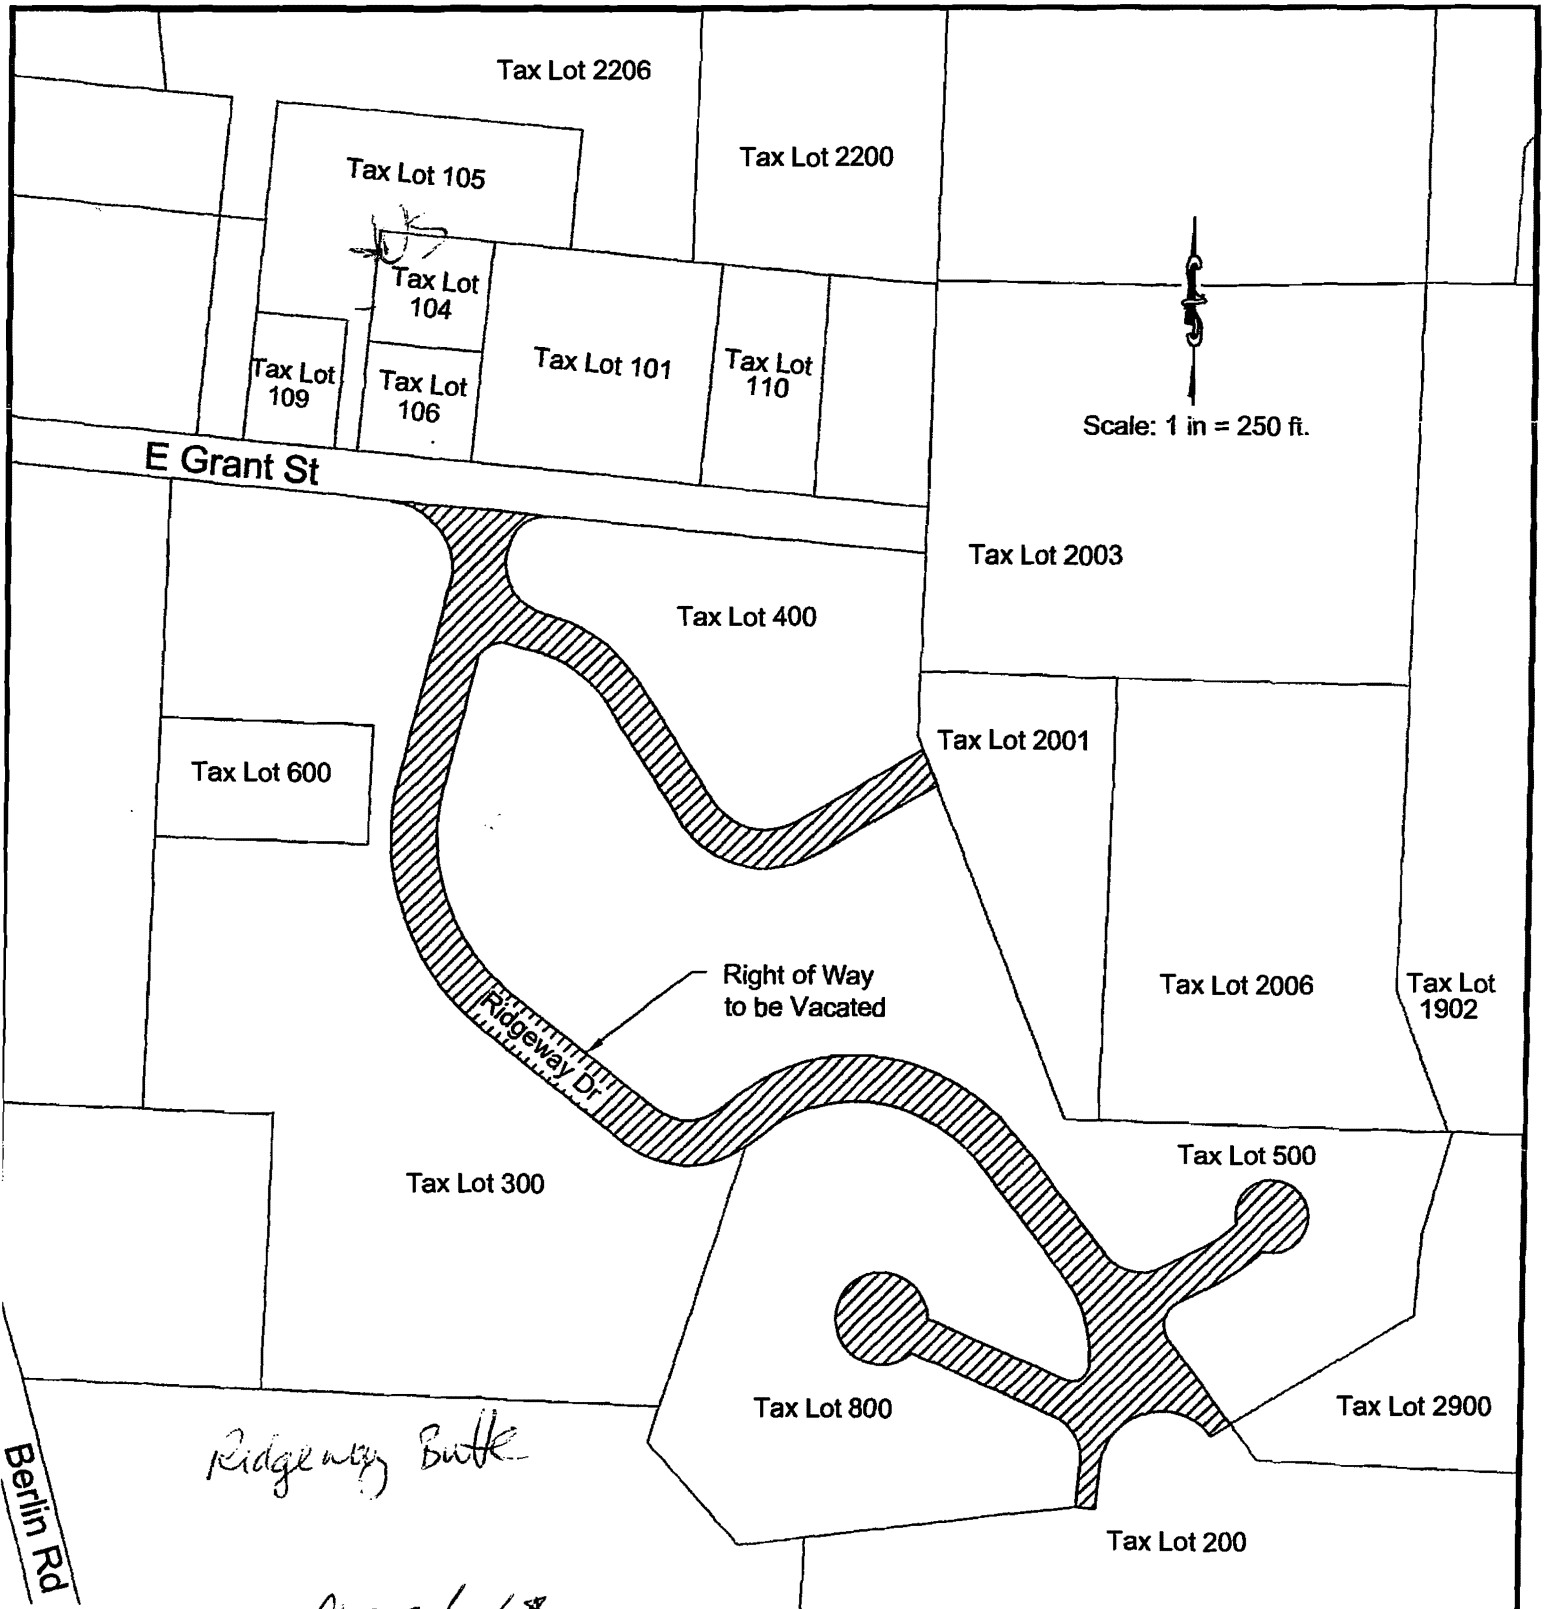 Tax Lot 2206
Tax Lot 2200
Tax Lot 105
Tax Lot
104
Tax Lot 101
Tax Lot
110
Tax Lot
109
Tax Lot
106
Scale: 1 in = 250 ft.
E Grant St
Tax Lot 2003
Tax Lot 400
Tax Lot 2001
Tax Lot 600
Right of Way
to be Vacated
Tax Lot 2006
Tax Lot
1902
Ridgeway Dr
Tax Lot 500
Tax Lot 300
Tax Lot 800
Tax Lot 2900
Ridgeway Butte
Berlin Rd
Tax Lot 200